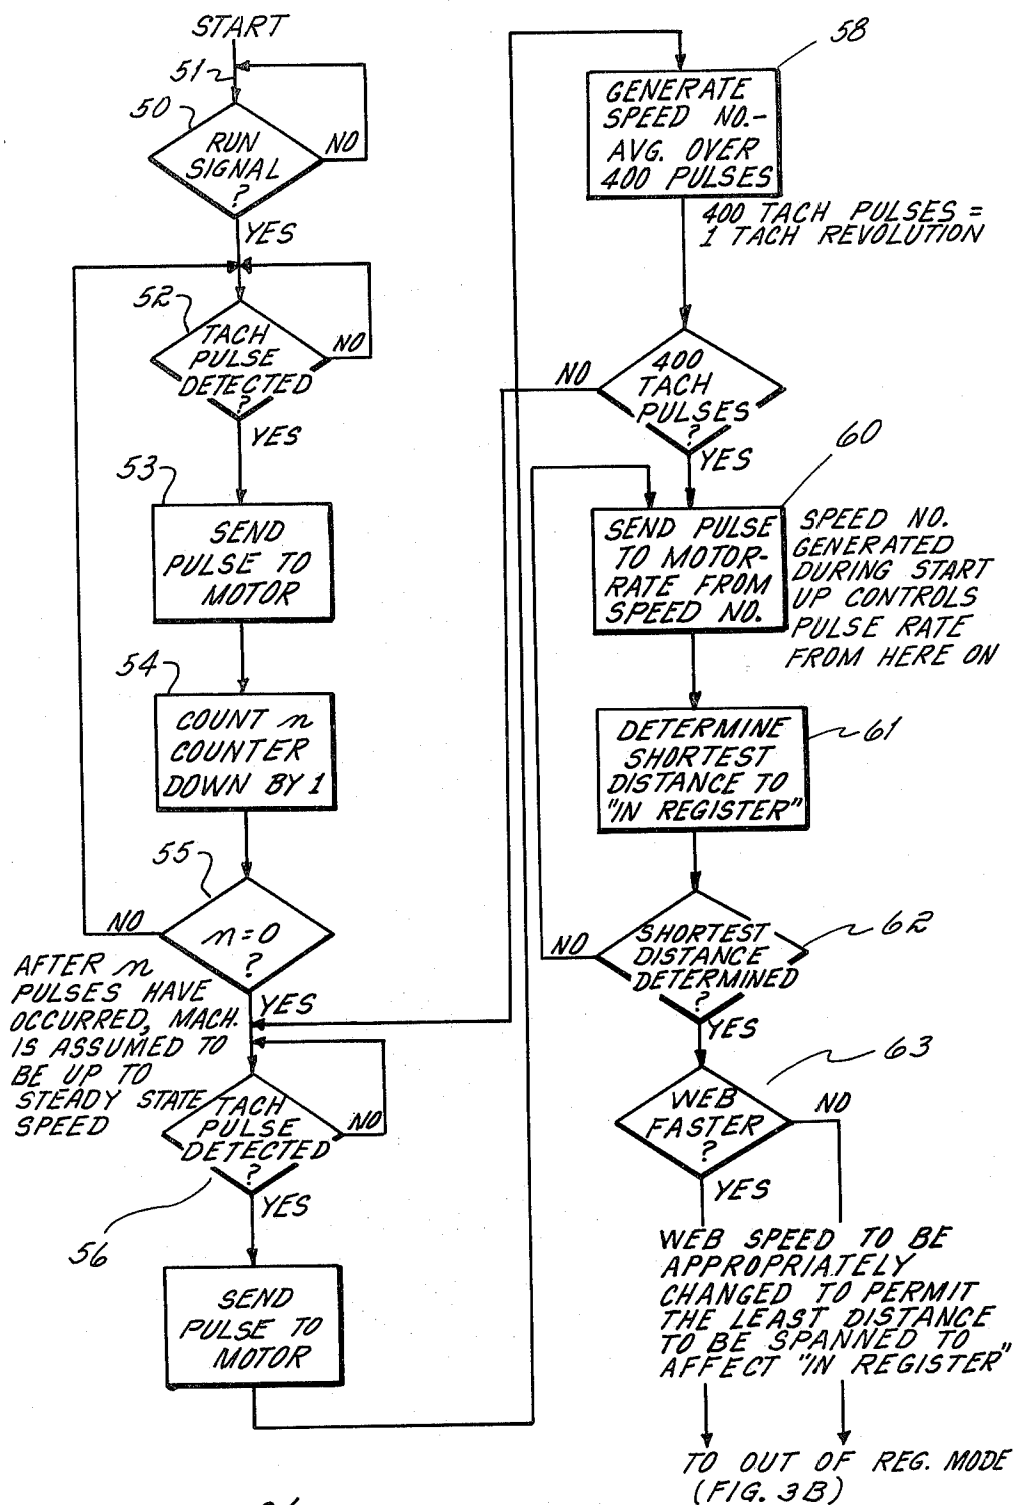 START
51
50
RUN
SIGNAL
?
NO
YES
52
TACH
PULSE
DETECTED
?
NO
YES
53
SEND
PULSE TO
MOTOR
54
COUNT n
COUNTER
DOWN BY 1
55
NO
n=0
?
YES
AFTER n
PULSES HAVE
OCCURRED, MACH.
IS ASSUMED TO
BE UP TO
STEADY STATE
SPEED
TACH
PULSE
DETECTED
?
NO
YES
56
SEND
PULSE TO
MOTOR
58
GENERATE
SPEED NO.-
AVG. OVER
400 PULSES
400 TACH PULSES =
1 TACH REVOLUTION
NO
400
TACH
PULSES
?
YES
60
SEND PULSE
TO MOTOR-
RATE FROM
SPEED NO.
SPEED NO.
GENERATED
DURING START
UP CONTROLS
PULSE RATE
FROM HERE ON
DETERMINE
SHORTEST
DISTANCE TO
"IN REGISTER"
61
NO
SHORTEST
DISTANCE
DETERMINED
?
62
YES
63
WEB
FASTER
?
NO
YES
WEB SPEED TO BE
APPROPRIATELY
CHANGED TO PERMIT
THE LEAST DISTANCE
TO BE SPANNED TO
AFFECT "IN REGISTER"
TO OUT OF REG. MODE
(FIG. 3B)